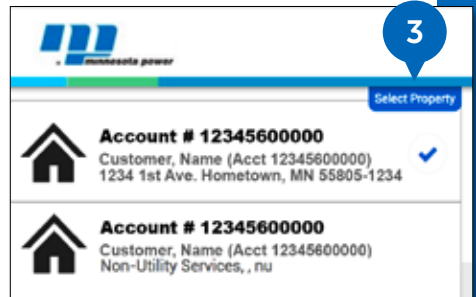 3
minnesota power
Select Property
Account # 12345600000
Customer, Name (Acct 12345600000)
1234 1st Ave. Hometown, MN 55805-1234
Account # 12345600000
Customer, Name (Acct 12345600000)
Non-Utility Services, , nu